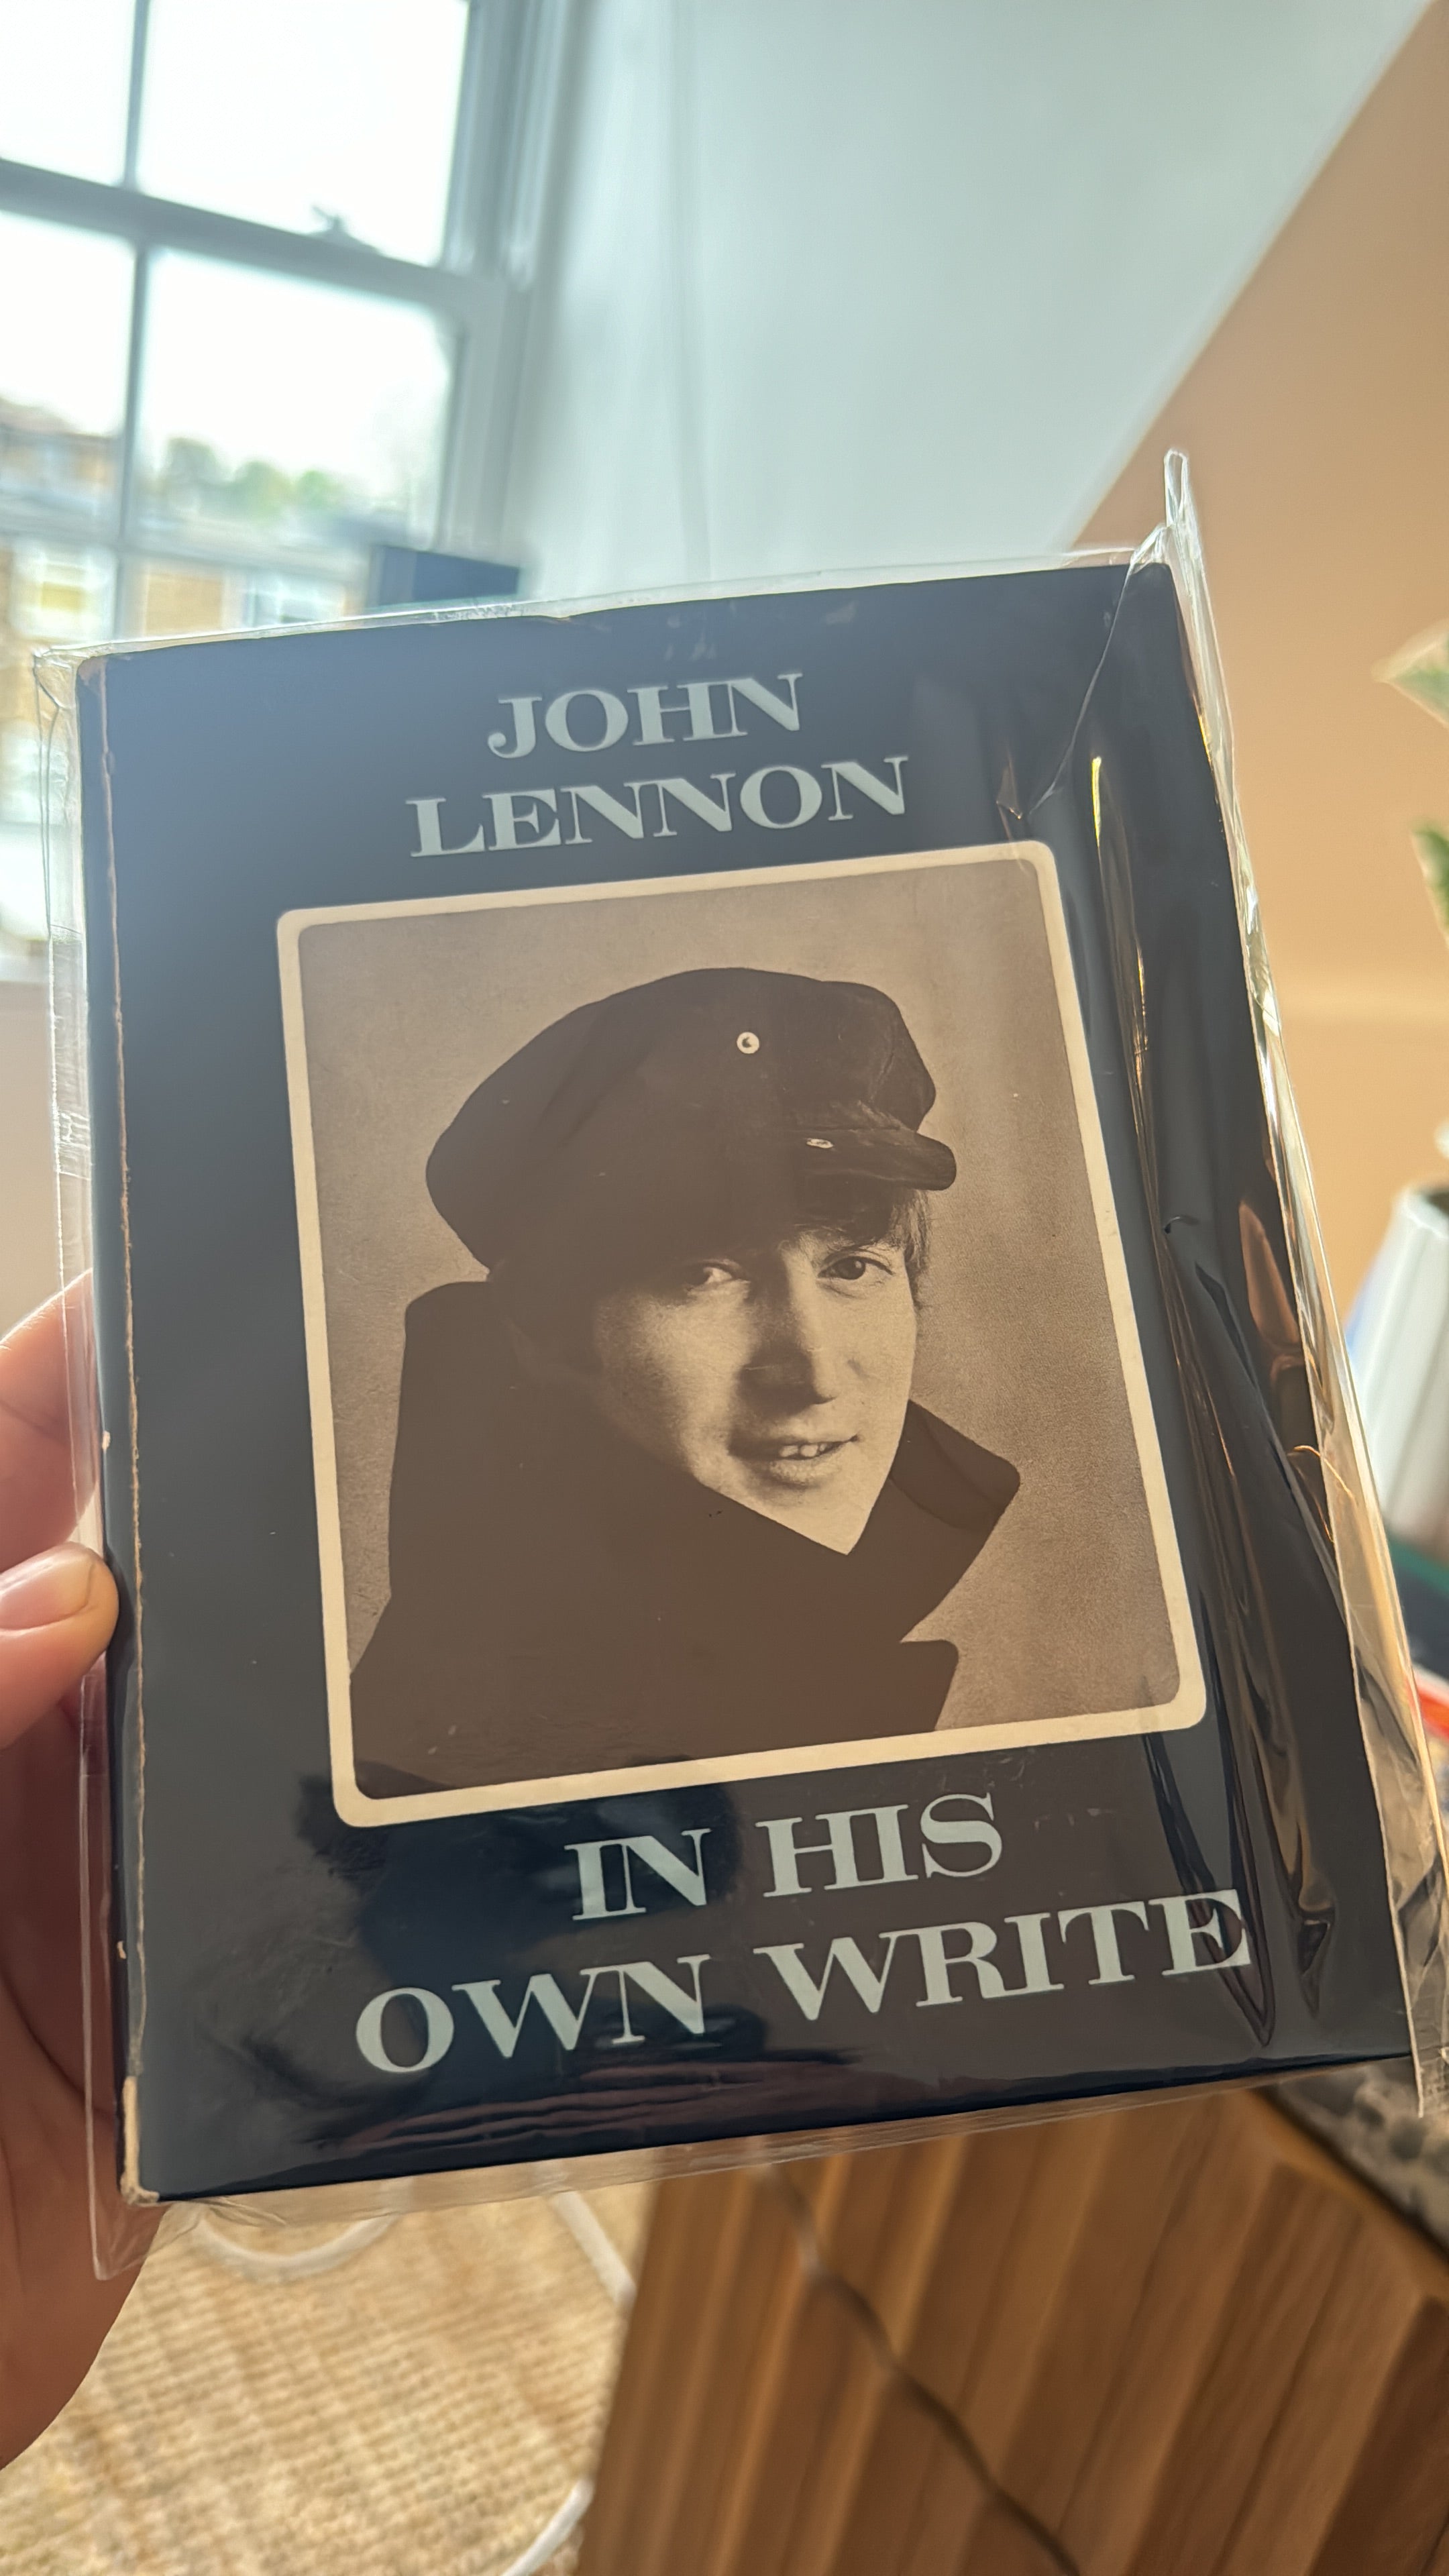 JOHN
LENNON
IN HIS
OWN WRITE